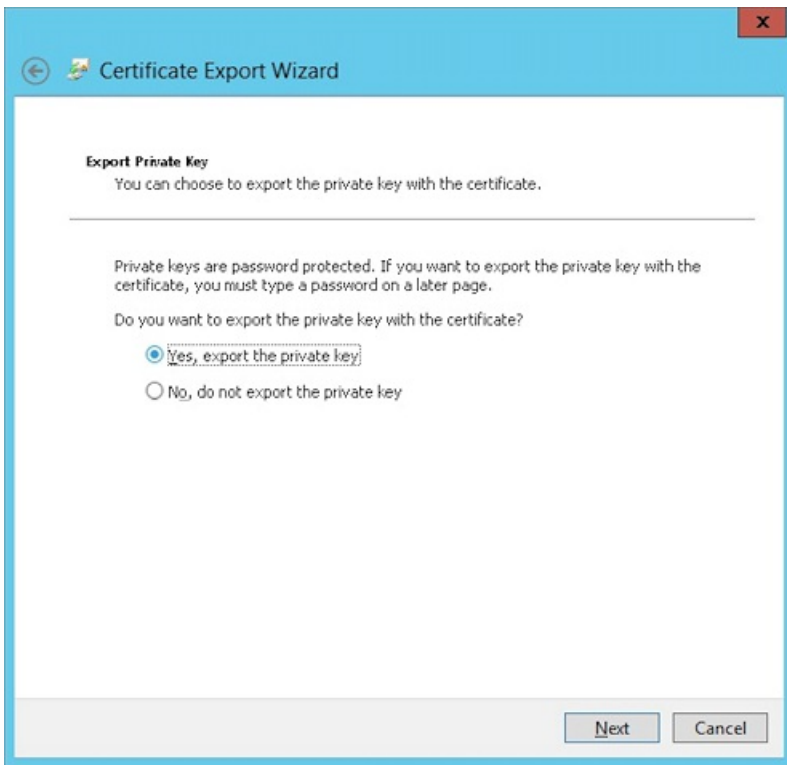 x
Certificate Export Wizard
Export Private Key
You can choose to export the private key with the certificate.
Private keys are password protected. If you want to export the private key with the
certificate, you must type a password on a later page.
Do you want to export the private key with the certificate?
Yes, export the private key
No, do not export the private key
Next Cancel